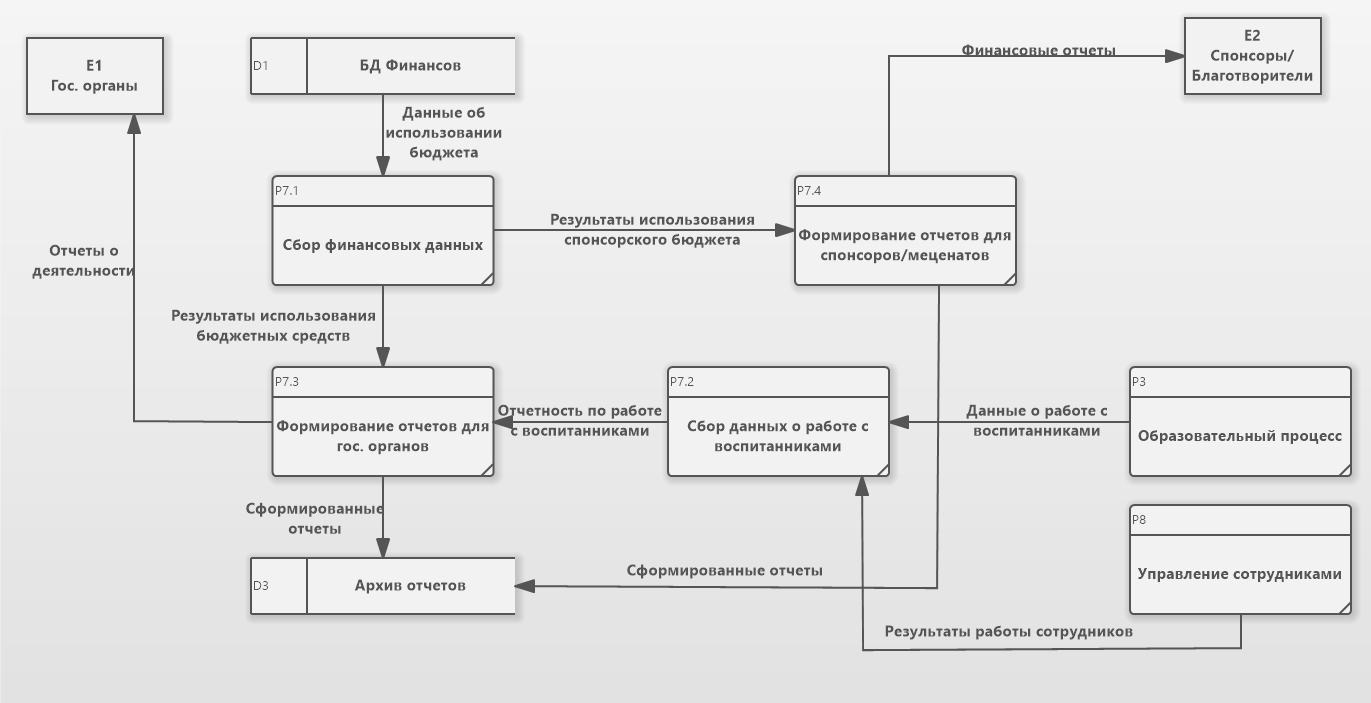 E1
Гос. органы
D1
БД Финансов
Финансовые отчеты
E2
Спонсоры/
Благотворители
Данные об
использовании
бюджета
P7.1
Сбор финансовых данных
Результаты использования
спонсорского бюджета
P7.4
Формирование отчетов для
спонсоров/меценатов
Отчеты о
деятельности
Результаты использования
бюджетных средств
P7.3
Формирование отчетов для
гос. органов
Отчетность по работе
с воспитанниками
P7.2
Сбор данных о работе с
воспитанниками
Данные о работе с
воспитанниками
P3
Образовательный процесс
Сформированные
отчеты
P8
Управление сотрудниками
D3
Архив отчетов
Сформированные отчеты
Результаты работы сотрудников